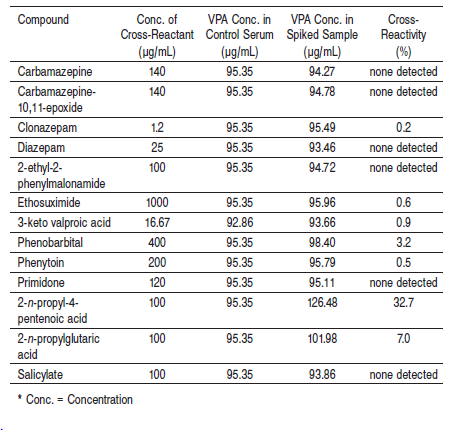 Compound Conc. of Cross-Reactant (µg/mL) VPA Conc. in Control Serum (µg/mL) VPA Conc. in Spiked Sample (µg/mL) Cross-Reactivity (%)
Carbamazepine 140 95.35 94.27 none detected
Carbamazepine-10,11-epoxide 140 95.35 94.78 none detected
Clonazepam 1.2 95.35 95.49 0.2
Diazepam 25 95.35 93.46 none detected
2-ethyl-2-phenylmalonamide 100 95.35 94.72 none detected
Ethosuximide 1000 95.35 95.96 0.6
3-keto valproic acid 16.67 92.86 93.66 0.9
Phenobarbital 400 95.35 98.40 3.2
Phenytoin 200 95.35 95.79 0.5
Primidone 120 95.35 95.11 none detected
2-n-propyl-4-pentenoic acid 100 95.35 126.48 32.7
2-n-propylglutaric acid 100 95.35 101.98 7.0
Salicylate 100 95.35 93.86 none detected
* Conc. = Concentration